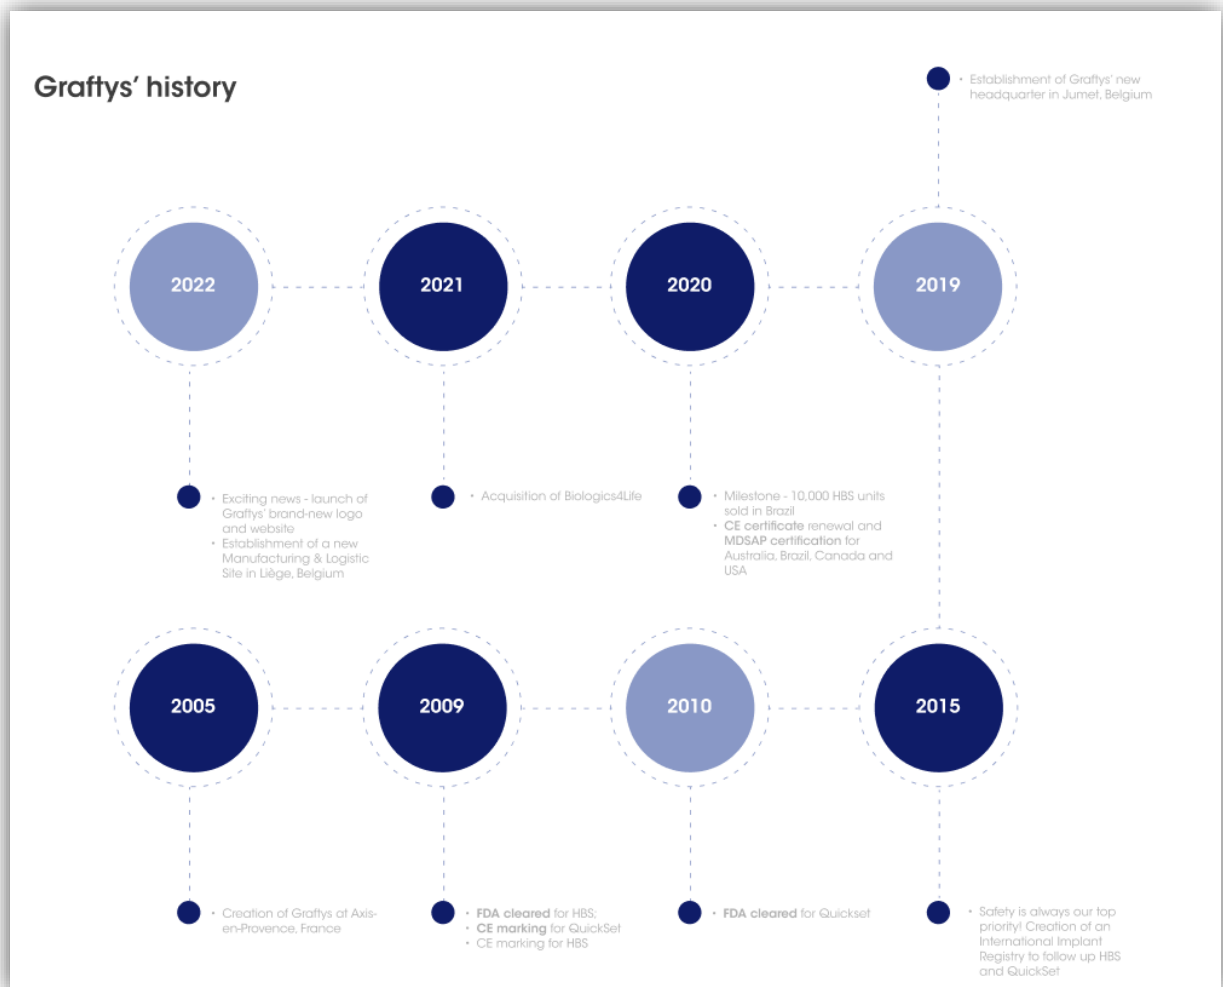 Graftys' history
• Establishment of Graftys' new
headquarter in Jumet, Belgium
2022
2021
2020
2019
• Exciting news - launch of
Graftys' brand-new logo
and website
• Establishment of a new
Manufacturing & Logistic
Site in Liège, Belgium
• Acquisition of Biologics4Life
• Milestone - 10,000 HBS units
sold in Brazil
• CE certificate renewal and
MDSAP certification for
Australia, Brazil, Canada and
USA
2005
2009
2010
2015
• Creation of Graftys at Axis-
en-Provence, France
• FDA cleared for HBS;
• CE marking for QuickSet
• CE marking for HBS
• FDA cleared for Quickset
• Safety is always our top
priority! Creation of an
International Implant
Registry to follow up HBS
and QuickSet